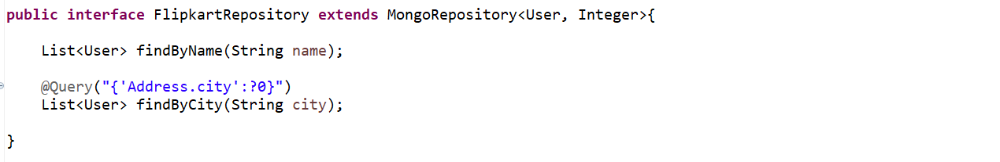 public interface FlipkartRepository extends MongoRepository<User, Integer>{
List<User> findByName(String name);
@Query("{'Address.city':?0}")
List<User> findByCity(String city);
}